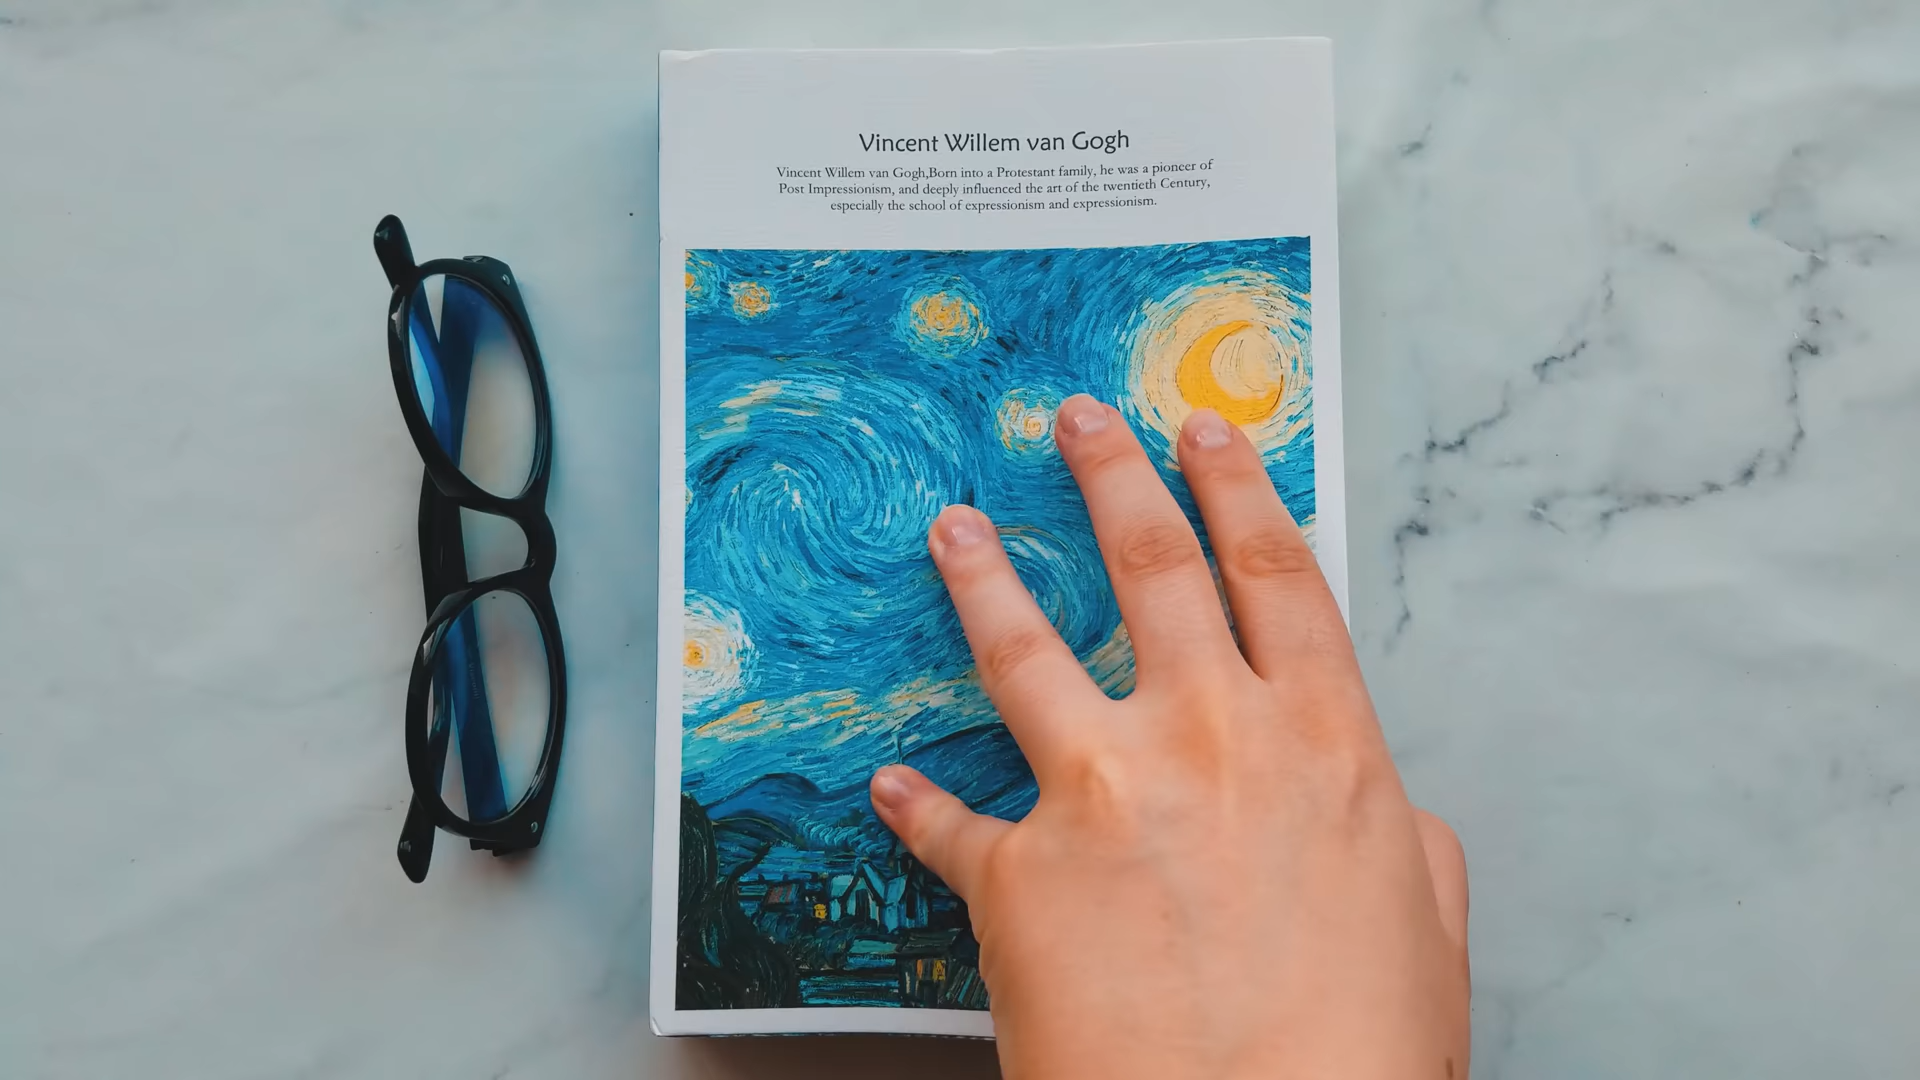 Vincent Willem van Gogh
Vincent Willem van Gogh,Born into a Protestant family, he was a pioneer of
Post Impressionism, and deeply influenced the art of the twentieth Century,
especially the school of expressionism and expressionism.